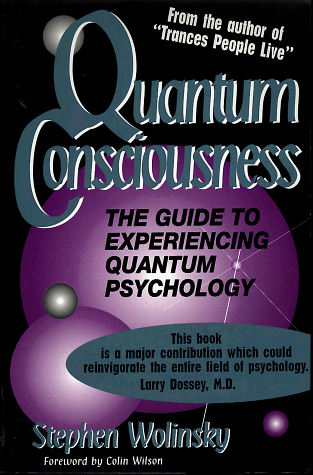 From the author of
"Trances People Live"
Quantum
Consciousness
THE GUIDE TO
EXPERIENCING
QUANTUM
PSYCHOLOGY
This book
is a major contribution which could
reinvigorate the entire field of psychology.
Larry Dossey, M.D.
Stephen Wolinsky
Foreword by Colin Wilson